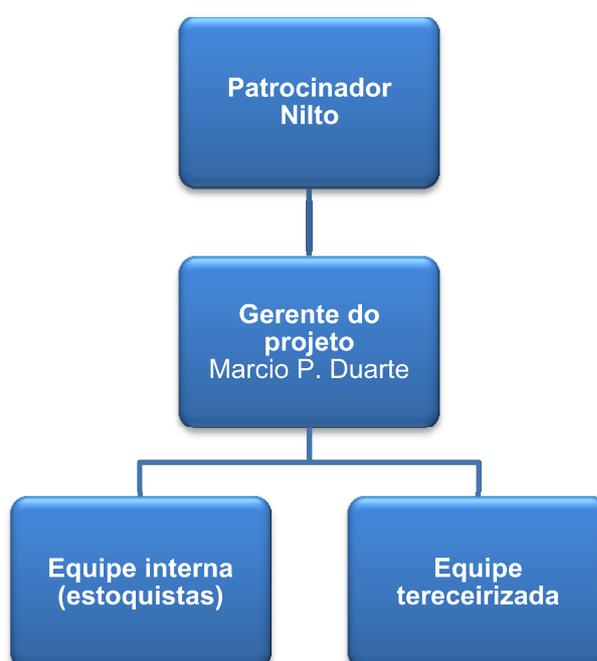 Patrocinador
Nilto
Gerente do
projeto
Marcio P. Duarte
Equipe interna
(estoquistas)
Equipe
tereceirizada